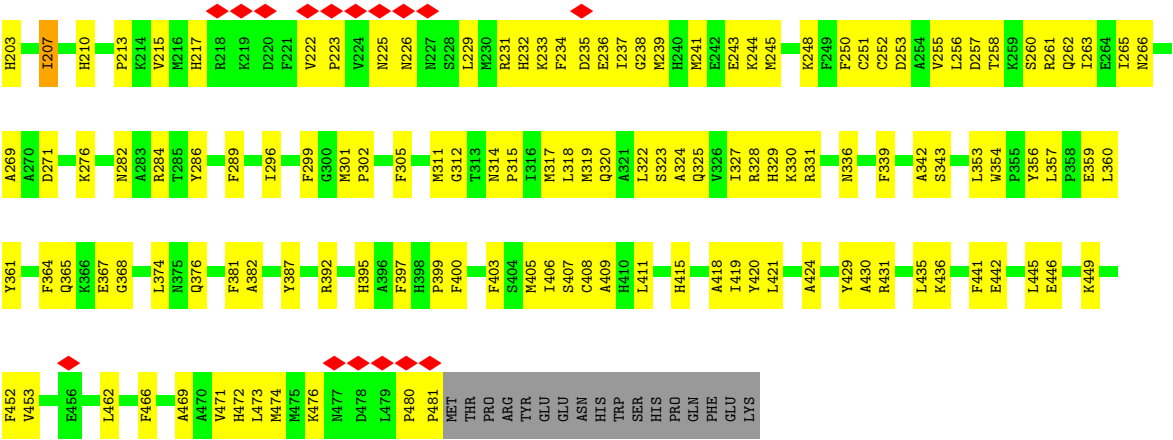 H203 I207 H210 P213 K214 V215 M216 H217 R218 K219 D220 F221 V222 P223 V224 N225 N226 N227 S228 L229 M230 R231 H232 K233 F234 D235 E236 I237 G238 M239 H240 M241 E242 E243 K244 M245 K248 F249 F250 C251 C252 D253 A254 V255 L256 D257 T258 K259 S260 R261 Q262 I263 E264 I265 N266
A269 A270 D271 K276 N282 A283 R284 T285 Y286 F289 I296 F299 G300 M301 P302 F305 M311 G312 T313 N314 P315 I316 M317 L318 M319 Q320 A321 L322 S323 A324 Q325 V326 I327 R328 H329 K330 R331 N336 F339 A342 S343 L353 W354 P355 Y356 L357 P358 E359 L360
Y361 F364 Q365 K366 E367 G368 L374 N375 Q376 F381 A382 Y387 R392 H395 A396 F397 H398 P399 F400 F403 S404 M405 I406 S407 C408 A409 H410 L411 H415 A418 I419 Y420 L421 A424 Y429 A430 R431 L435 K436 F441 E442 L445 E446 K449
F452 V453 E456 L462 F466 A469 A470 V471 H472 L473 M474 M475 K476 N477 D478 L479 P480 P481 MET THR PRO ARG TYR GLU GLU ASN HIS TRP SER HIS PRO GLN PHE GLU LYS